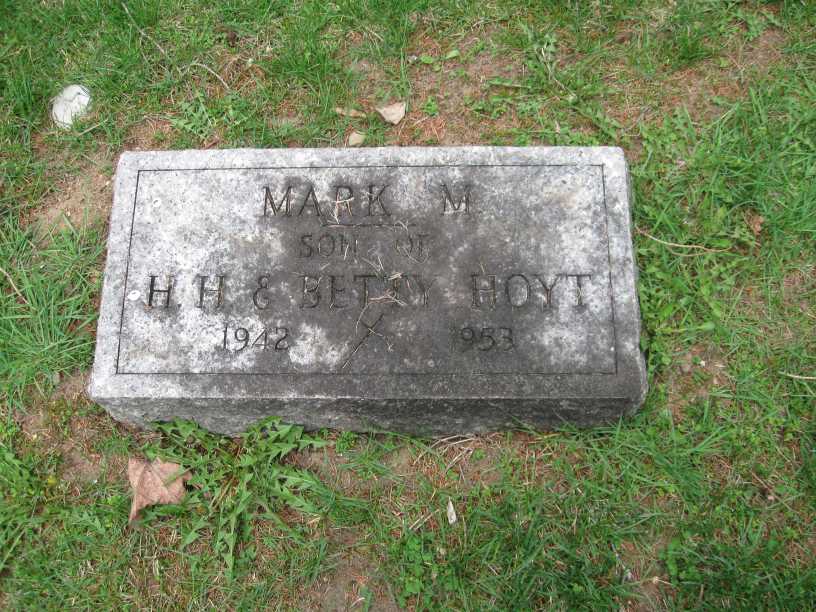 MARK M
SON OF
H. H & BETTY HOYT
1942 1953